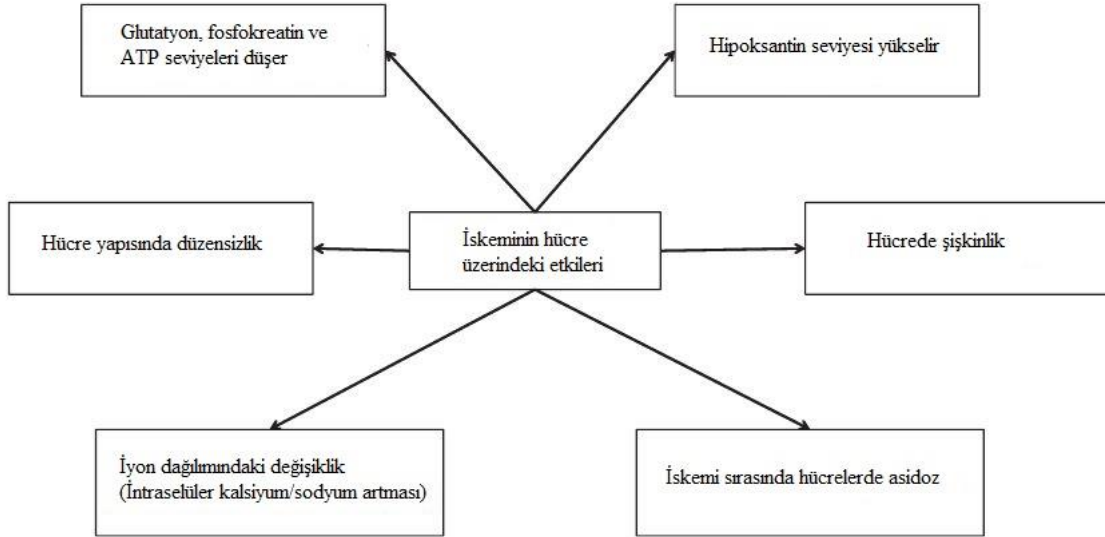 Glutatyon, fosfokreatin ve
ATP seviyeleri düşer
Hipoksantin seviyesi yükselir
Hücre yapısında düzensizlik
İskeminin hücre
üzerindeki etkileri
Hücrede şişkinlik
İyon dağılımındaki değişiklik
(İntraselüler kalsiyum/sodyum artması)
İskemi sırasında hücrelerde asidoz